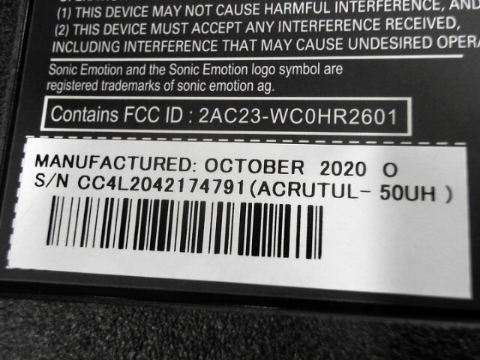 (1) THIS DEVICE MAY NOT CAUSE HARMFUL INTERFERENCE, AND
(2) THIS DEVICE MUST ACCEPT ANY INTERFERENCE RECEIVED,
INCLUDING INTERFERENCE THAT MAY CAUSE UNDESIRED OPERA
Sonic Emotion and the Sonic Emotion logo symbol are
registered trademarks of sonic emotion ag.
Contains FCC ID : 2AC23-WC0HR2601
MANUFACTURED: OCTOBER 2020 O
S/N CC4L2042174791(ACRUTUL- 50UH )